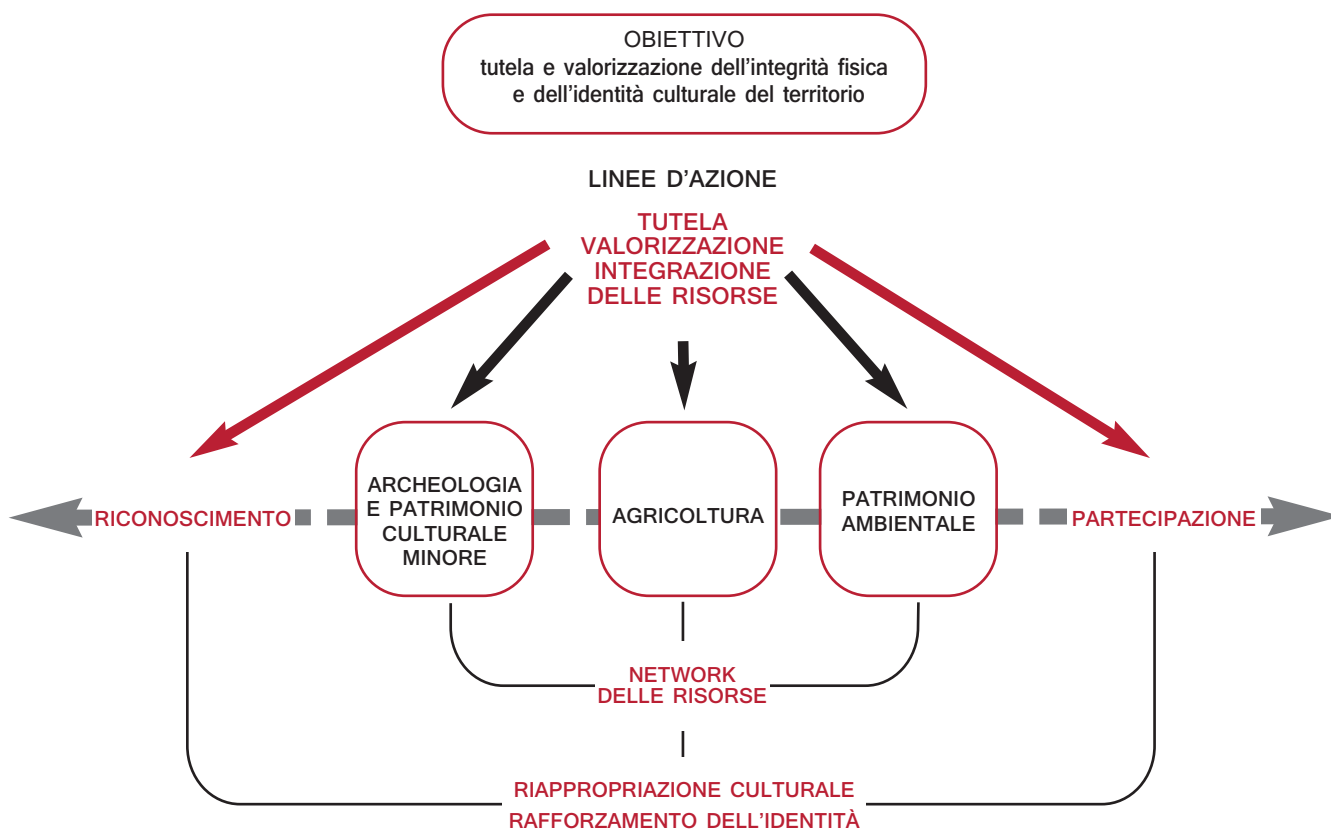 OBIETTIVO
tutela e valorizzazione dell'integrità fisica
e dell'identità culturale del territorio
LINEE D'AZIONE
TUTELA
VALORIZZAZIONE
INTEGRAZIONE
DELLE RISORSE
RICONOSCIMENTO
ARCHEOLOGIA
E PATRIMONIO
CULTURALE
MINORE
AGRICOLTURA
PATRIMONIO
AMBIENTALE
PARTECIPAZIONE
NETWORK
DELLE RISORSE
RIAPPROPRIAZIONE CULTURALE
RAFFORZAMENTO DELL'IDENTITÀ